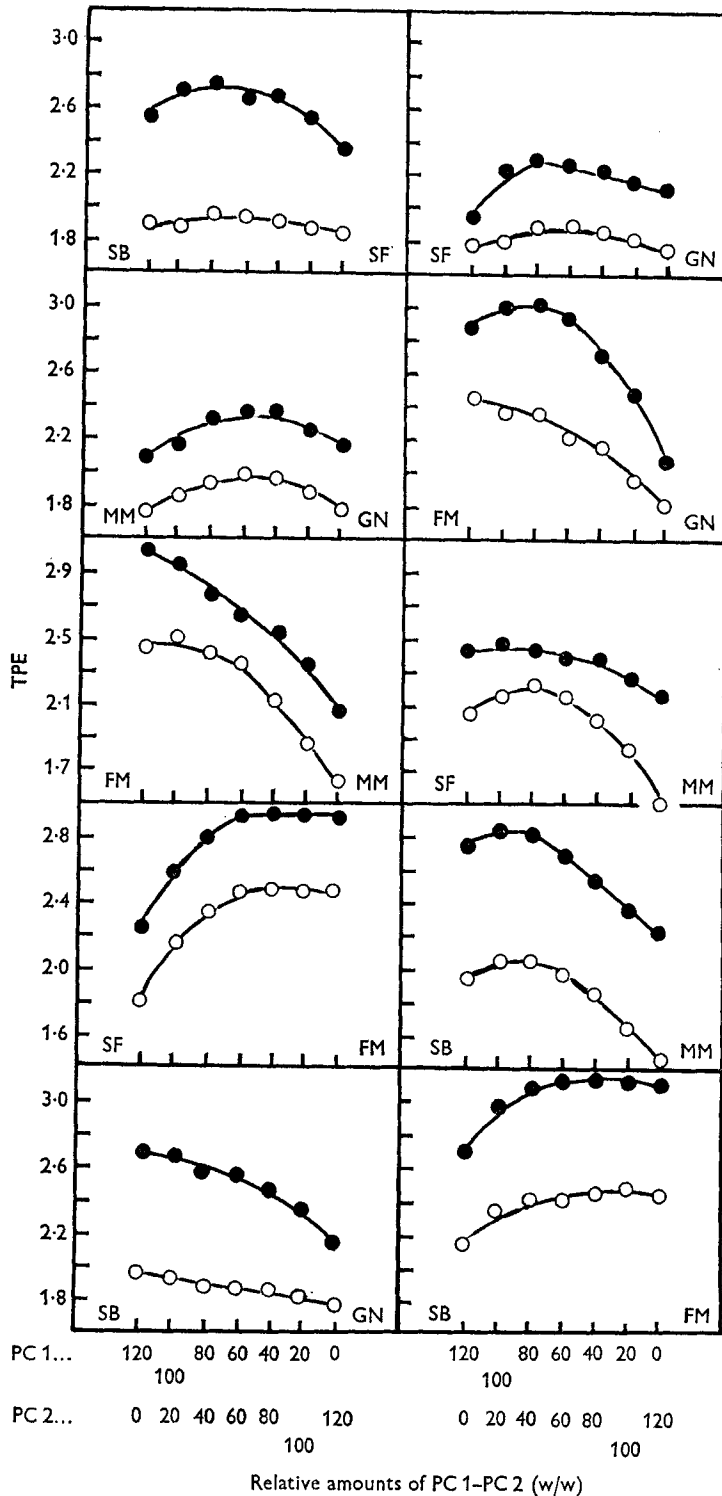 3·0
2·6
2·2
1·8
SB SF SF GN
3·0
2·6
2·2
1·8
MM GN FM GN
2·9
2·5
2·1
1·7
TPE
FM MM SF MM
2·8
2·4
2·0
1·6
SF FM SB MM
3·0
2·6
2·2
1·8
SB GN SB FM
PC 1... 120 80 60 40 20 0 120 80 60 40 20 0
100 100
PC 2... 0 20 40 60 80 120 0 20 40 60 80 120
100 100
Relative amounts of PC 1–PC 2 (w/w)